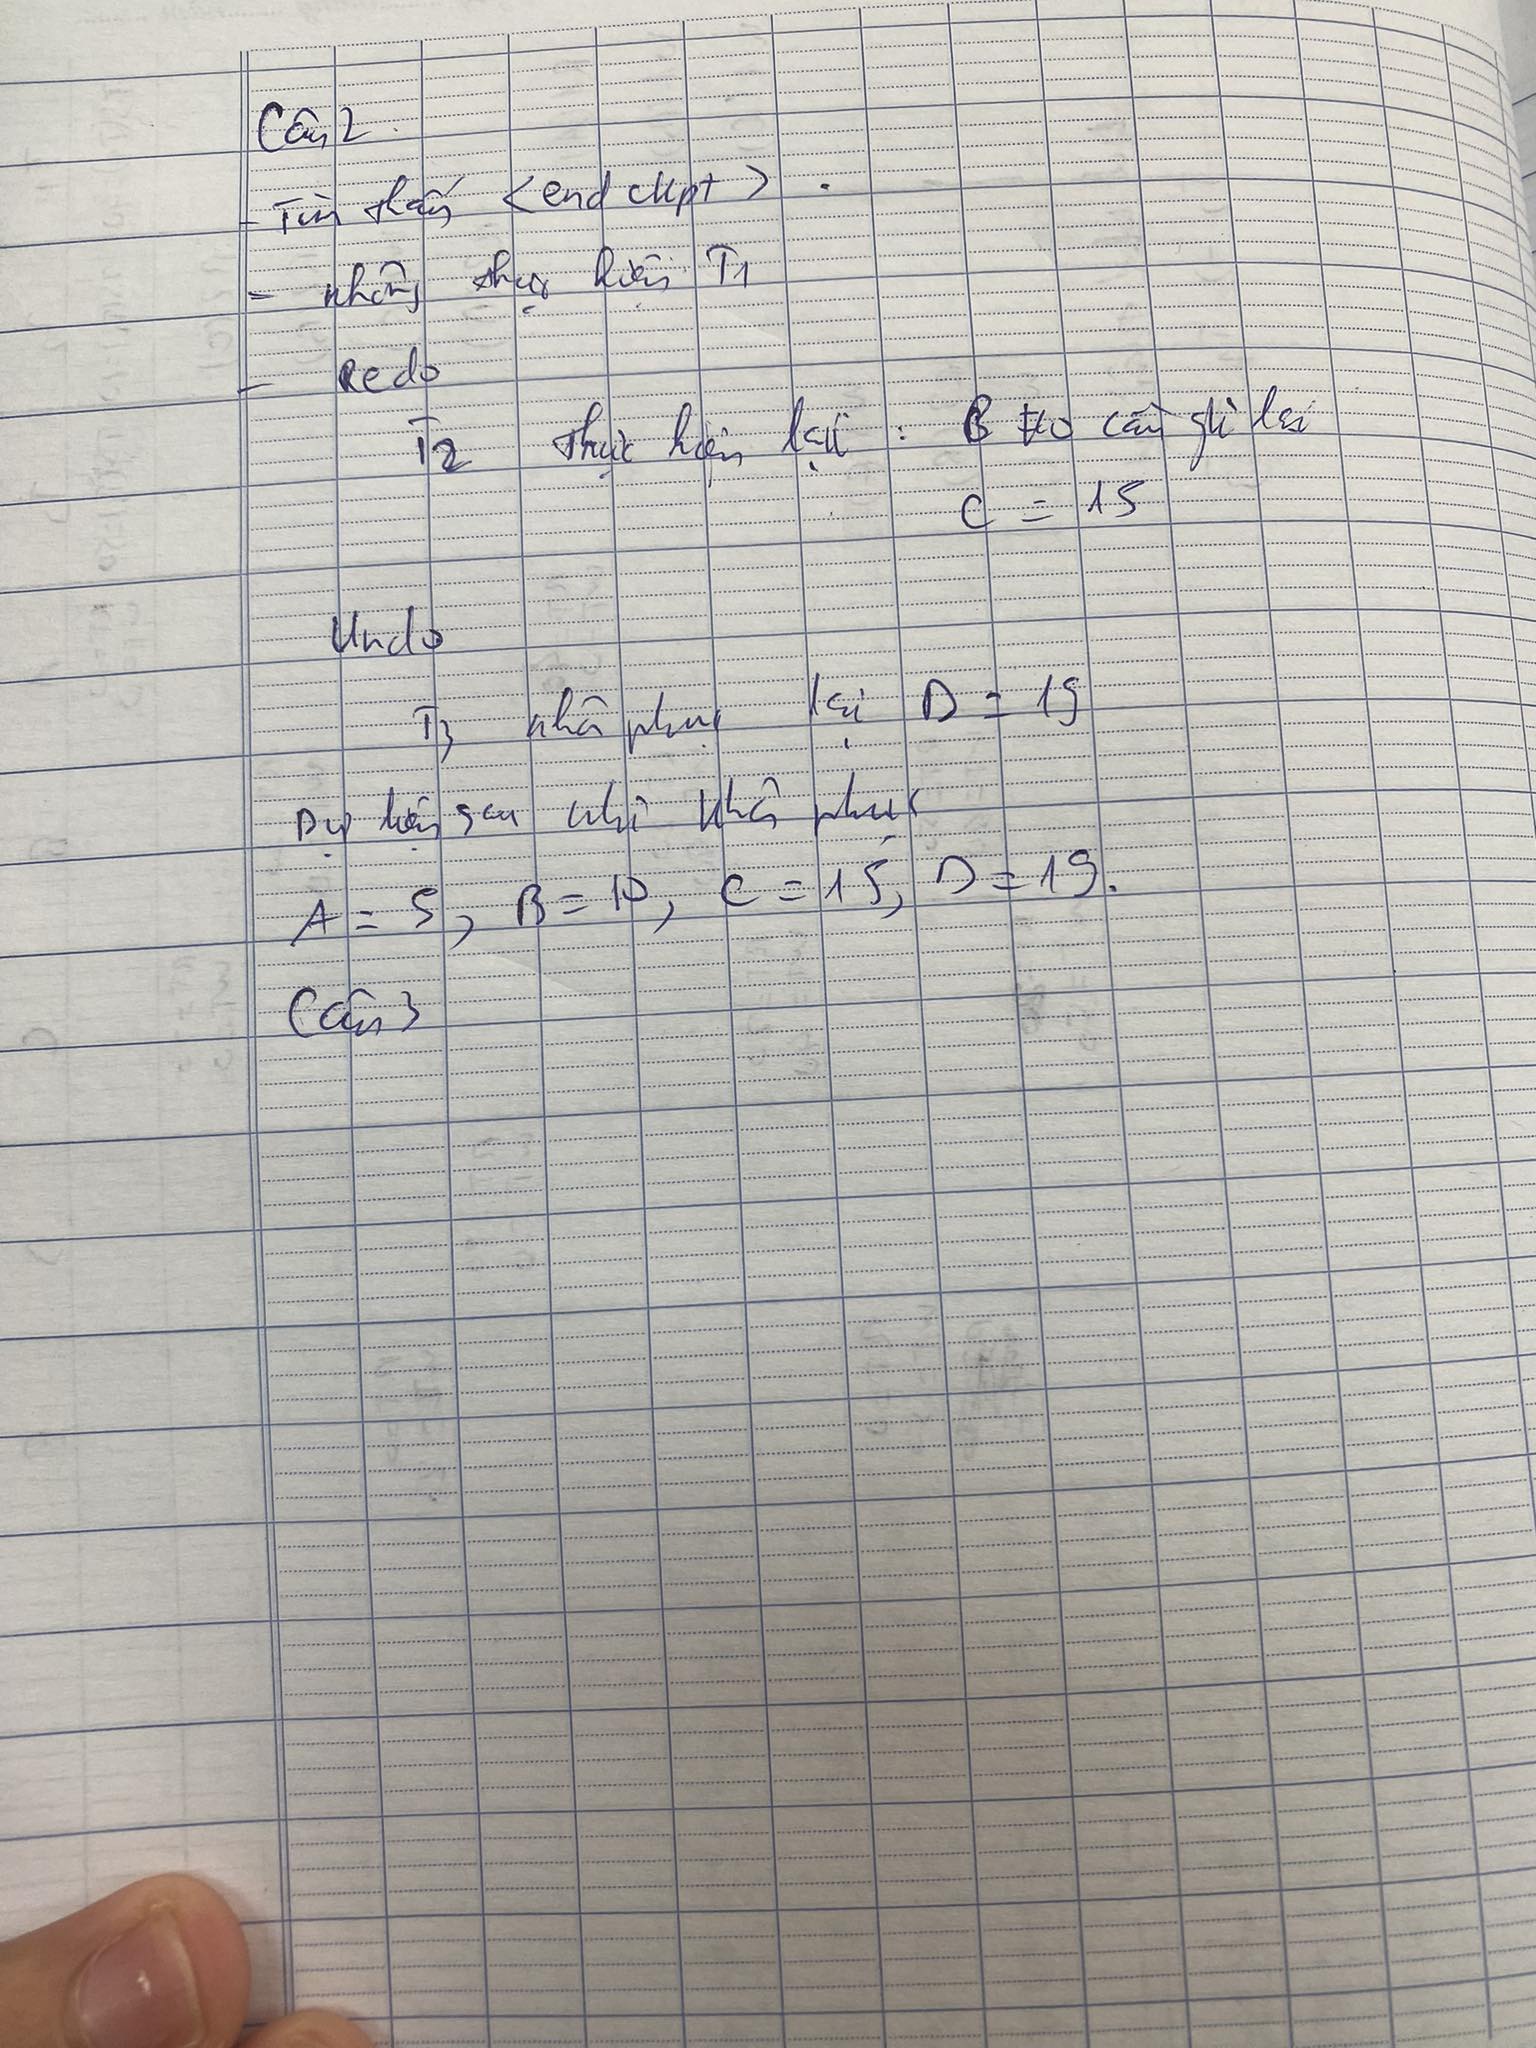 Câu 2.
- Tìm thấy <end ckpt>.
- không thực hiện T1
- Redo
T2 thực hiện lại : B ko cần ghi lại
C = 15
Undo
T3 khôi phục lại D = 19
Dự liệu sau khi khôi phục
A = 5, B = 10, C = 15, D = 19.
Câu 3